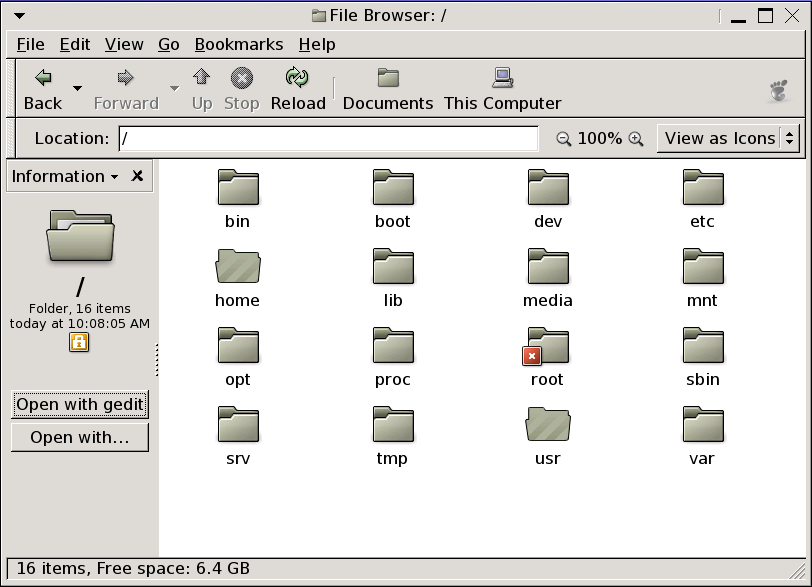 File Browser: /
File Edit View Go Bookmarks Help
Back Forward Up Stop Reload Documents This Computer
Location: / 100% View as Icons
Information
bin boot dev etc
/
Folder, 16 items
today at 10:08:05 AM
home lib media mnt
opt proc root sbin
Open with gedit
Open with...
srv tmp usr var
16 items, Free space: 6.4 GB